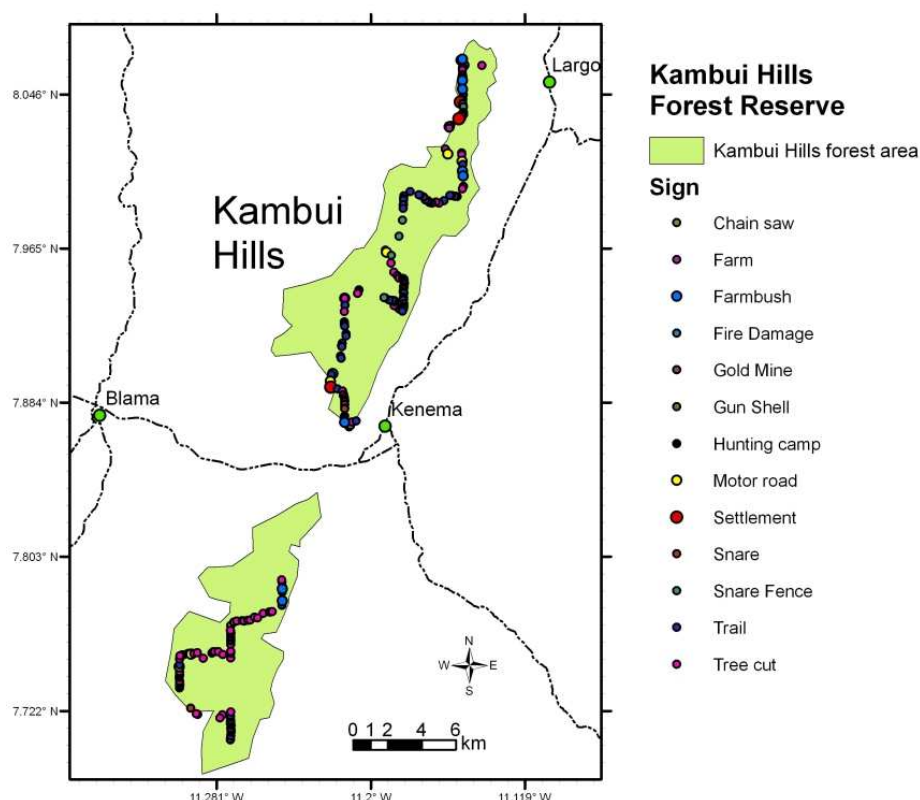 Kambui
Hills
Largo
Blama
Kenema
8.046° N
7.965° N
7.884° N
7.803° N
7.722° N
11.281° W
11.2° W
11.119° W
N
W
E
S
0 1 2 4 6
km
Kambui Hills
Forest Reserve
Kambui Hills forest area
Sign
Chain saw
Farm
Farmbush
Fire Damage
Gold Mine
Gun Shell
Hunting camp
Motor road
Settlement
Snare
Snare Fence
Trail
Tree cut